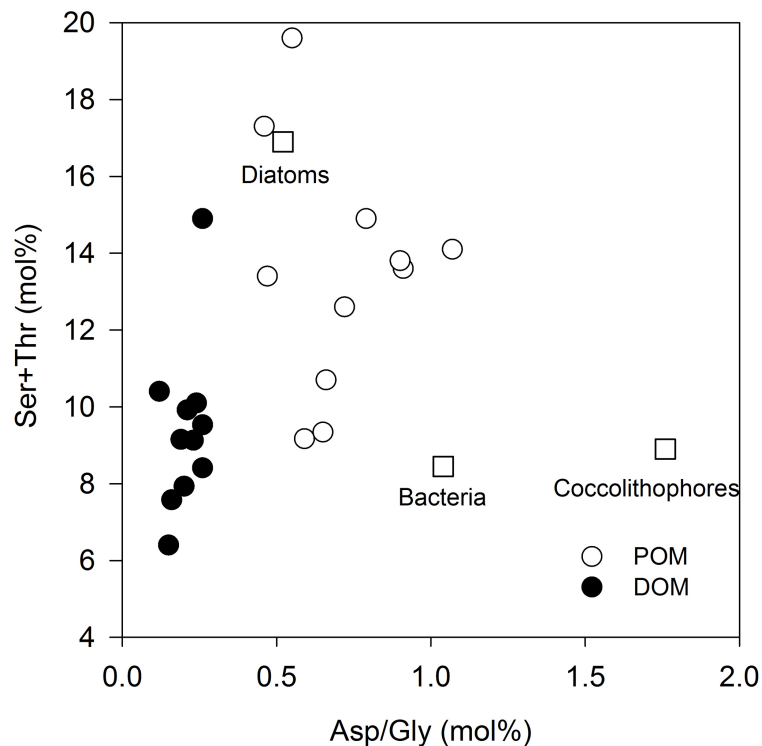 20
18
16
14
12
10
8
6
4
Ser+Thr (mol%)
Diatoms
Bacteria
Coccolithophores
POM
DOM
0.0 0.5 1.0 1.5 2.0
Asp/Gly (mol%)